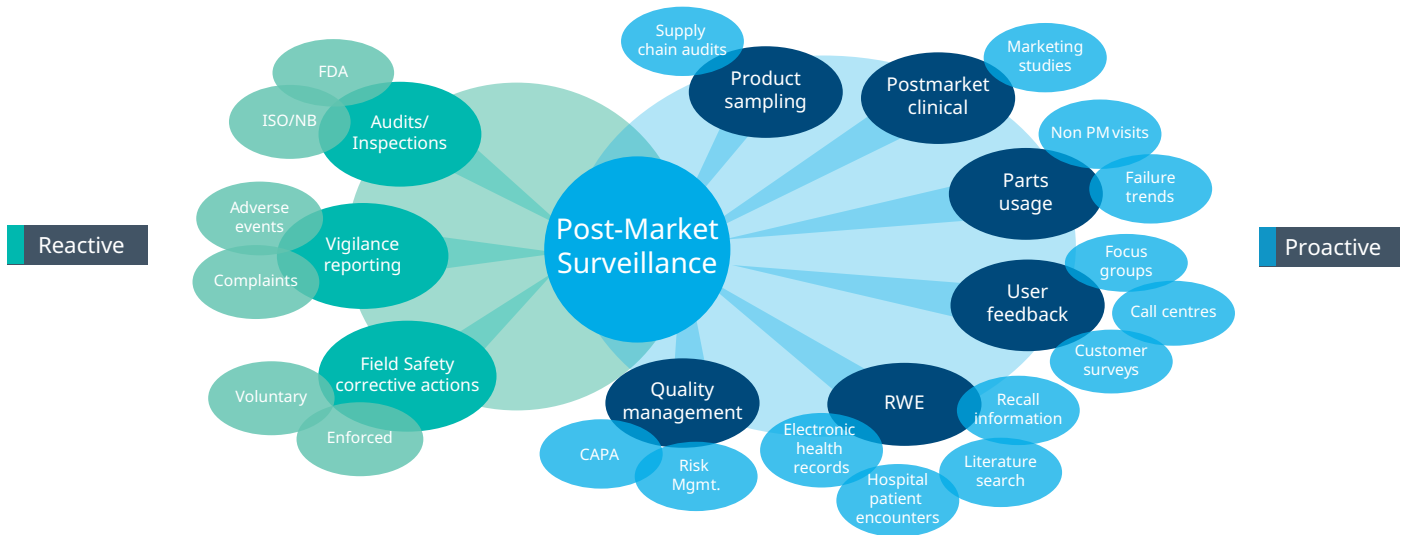 Reactive
FDA
ISO/NB
Audits/
Inspections
Adverse
events
Complaints
Vigilance
reporting
Voluntary
Enforced
Field Safety
corrective actions
Post-Market
Surveillance
Supply
chain audits
Product
sampling
Postmarket
clinical
Marketing
studies
Non PM visits
Parts
usage
Failure
trends
User
feedback
Focus
groups
Call centres
Customer
surveys
RWE
Recall
information
Literature
search
Hospital
patient
encounters
Electronic
health
records
Quality
management
CAPA
Risk
Mgmt.
Proactive